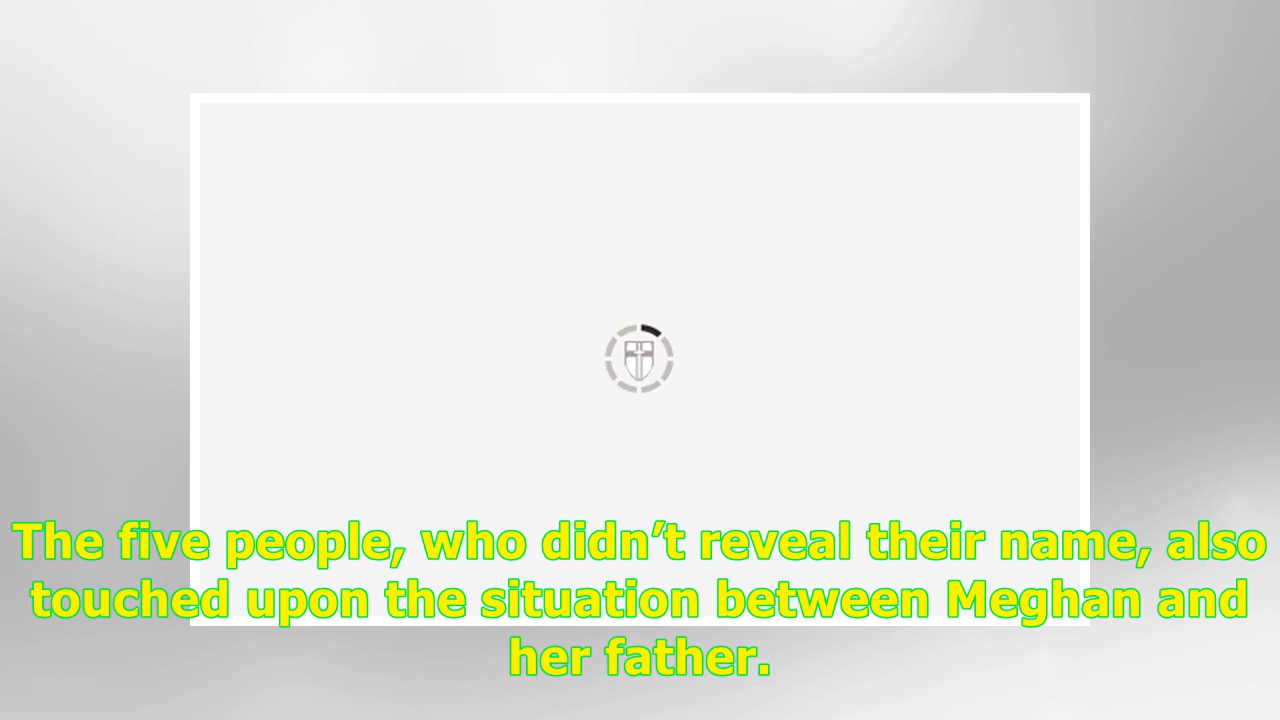 The five people, who didn’t reveal their name, also
touched upon the situation between Meghan and
her father.